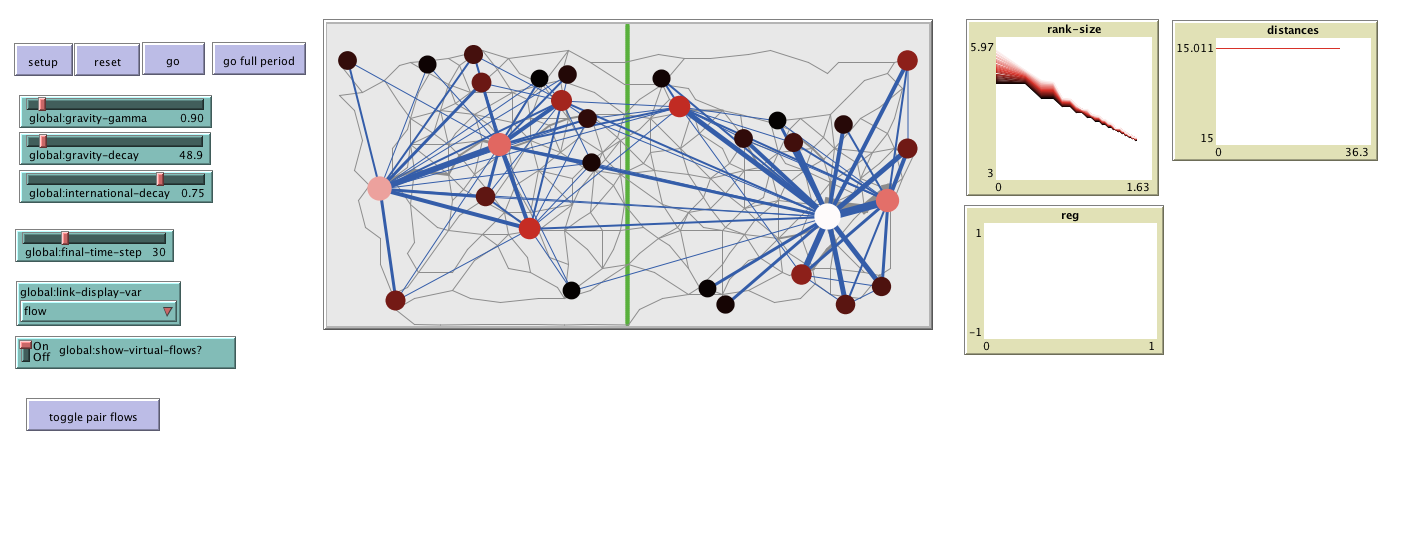 setup
reset
go
go full period
global:gravity-gamma 0.90
global:gravity-decay 48.9
global:international-decay 0.75
global:final-time-step 30
global:link-display-var
flow
On
Off
global:show-virtual-flows?
toggle pair flows
rank-size
5.97
3
0 1.63
distances
15.011
15
0 36.3
reg
1
-1
0 1